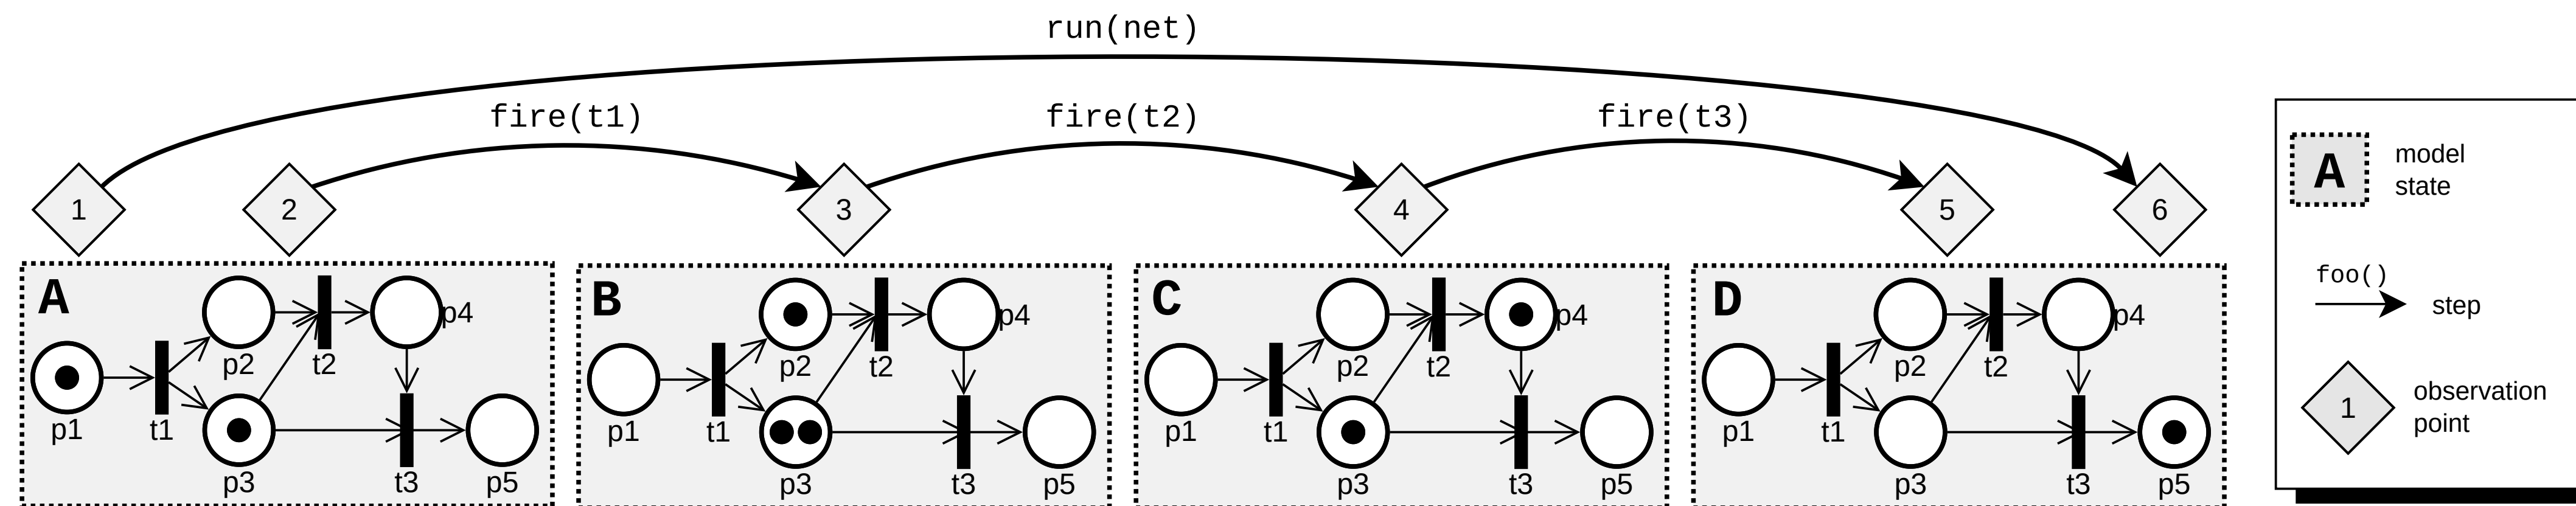 run(net)
fire(t1)
fire(t2)
fire(t3)
1
2
3
4
5
6
A
p1
t1
p2
p3
t2
p4
t3
p5
B
p1
t1
p2
p3
t2
p4
t3
p5
C
p1
t1
p2
p3
t2
p4
t3
p5
D
p1
t1
p2
p3
t2
p4
t3
p5
A
model
state
foo()
step
1
observation
point